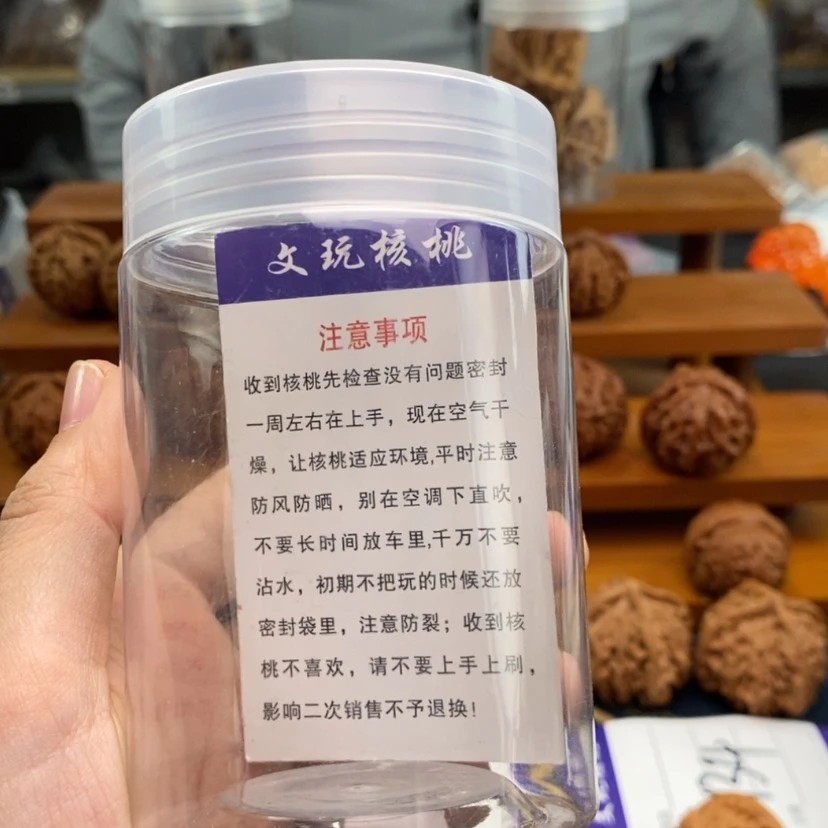 文玩核桃
注意事项
收到核桃先检查没有问题密封
一周左右在上手，现在空气干
燥，让核桃适应环境,平时注意
防风防晒，别在空调下直吹，
不要长时间放车里,千万不要
沾水，初期不把玩的时候还放
密封袋里，注意防裂；收到核
桃不喜欢，请不要上手上刷，
影响二次销售不予退换!